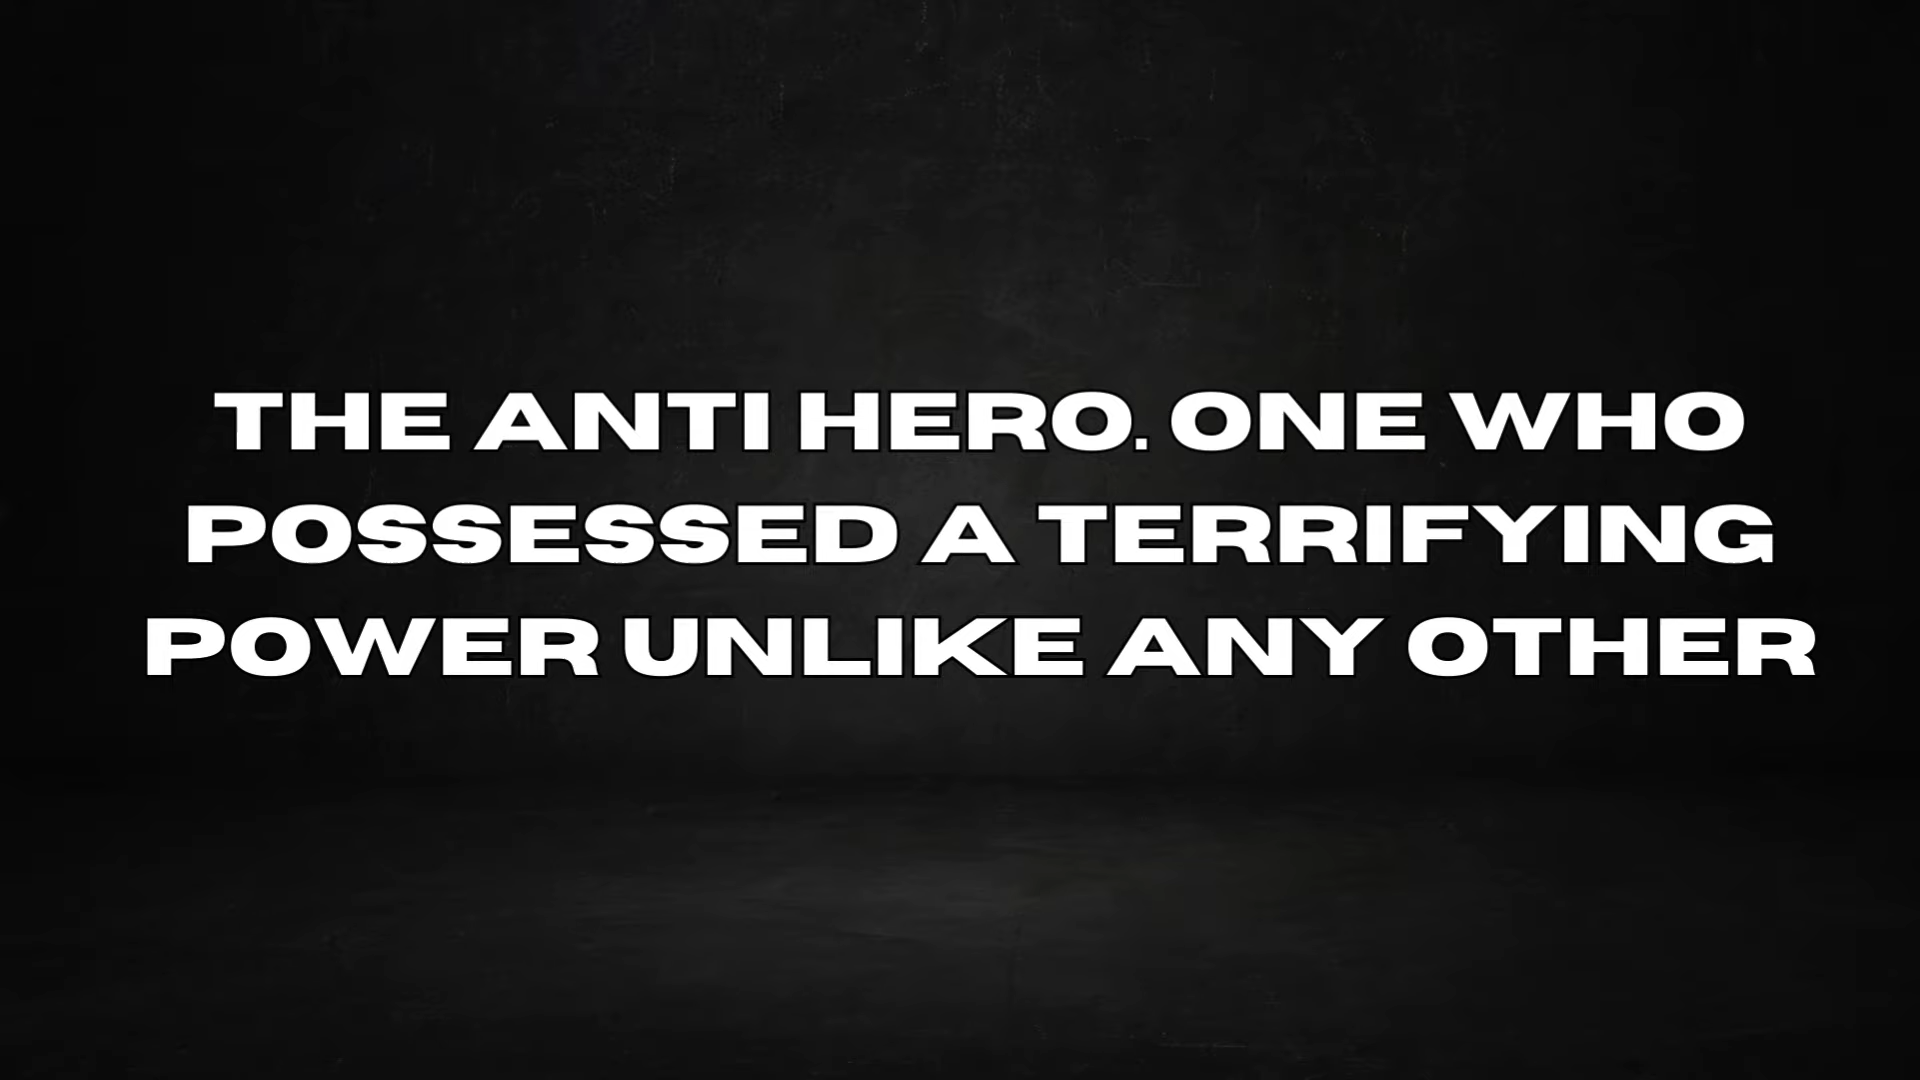 THE ANTI HERO. ONE WHO
POSSESSED A TERRIFYING
POWER UNLIKE ANY OTHER